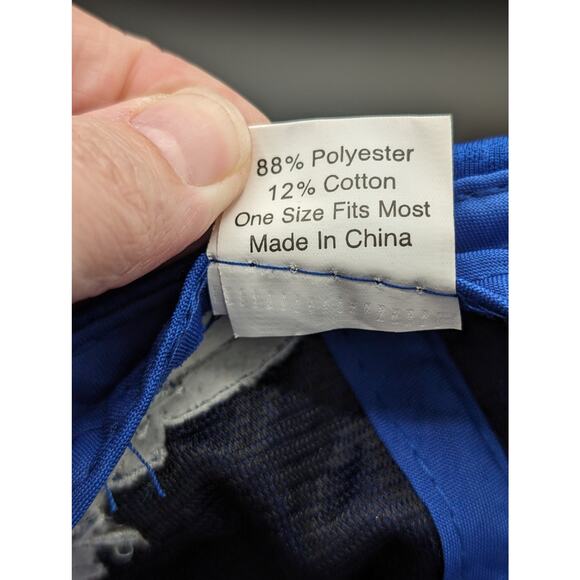 88% Polyester
12% Cotton
One Size Fits Most
Made In China